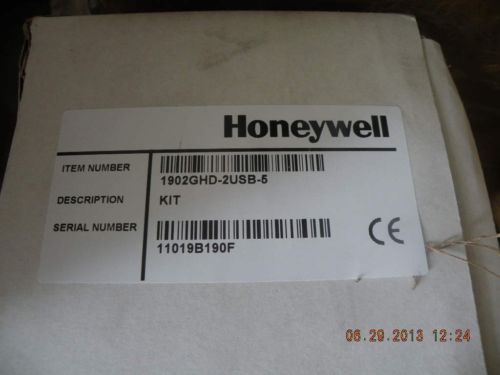 Honeywell
ITEM NUMBER
1902GHD-2USB-5
DESCRIPTION KIT
SERIAL NUMBER
11019B190F
CE
06.29.2013 12:24